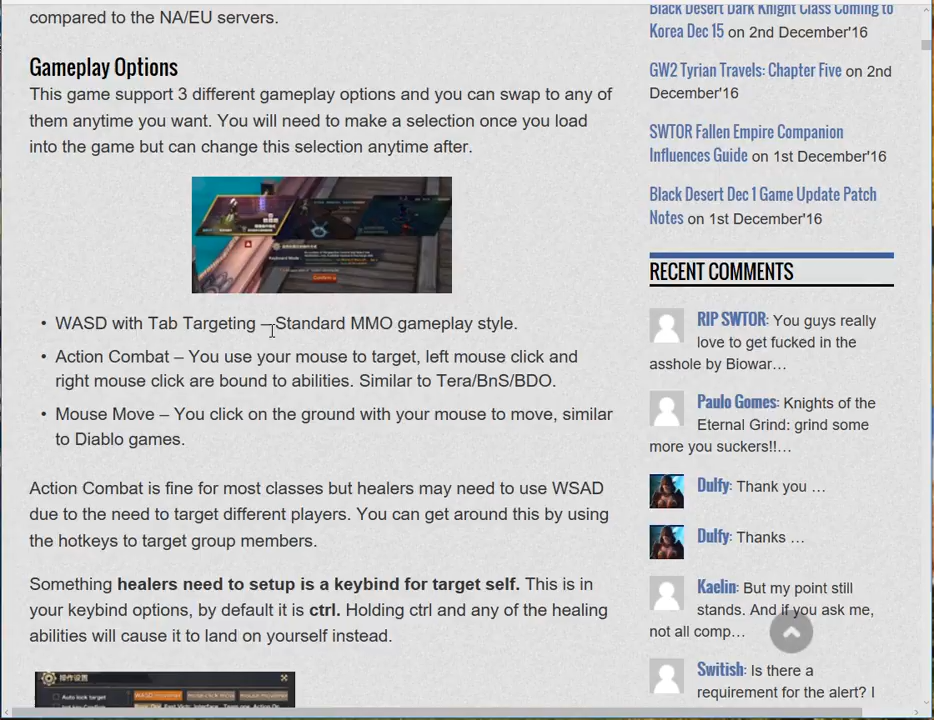 compared to the NA/EU servers.
Gameplay Options
This game support 3 different gameplay options and you can swap to any of
them anytime you want. You will need to make a selection once you load
into the game but can change this selection anytime after.
• WASD with Tab Targeting – Standard MMO gameplay style.
• Action Combat – You use your mouse to target, left mouse click and
right mouse click are bound to abilities. Similar to Tera/BnS/BDO.
• Mouse Move – You click on the ground with your mouse to move, similar
to Diablo games.
Action Combat is fine for most classes but healers may need to use WSAD
due to the need to target different players. You can get around this by using
the hotkeys to target group members.
Something healers need to setup is a keybind for target self. This is in
your keybind options, by default it is ctrl. Holding ctrl and any of the healing
abilities will cause it to land on yourself instead.
Auto lock target
Black Desert Dark Knight Class Coming to
Korea Dec 15 on 2nd December'16
GW2 Tyrian Travels: Chapter Five on 2nd
December'16
SWTOR Fallen Empire Companion
Influences Guide on 1st December'16
Black Desert Dec 1 Game Update Patch
Notes on 1st December'16
RECENT COMMENTS
RIP SWTOR: You guys really
love to get fucked in the
asshole by Biowar…
Paulo Gomes: Knights of the
Eternal Grind: grind some
more you suckers!!…
Dulfy: Thank you …
Dulfy: Thanks …
Kaelin: But my point still
stands. And if you ask me,
not all comp…
Switish: Is there a
requirement for the alert? I